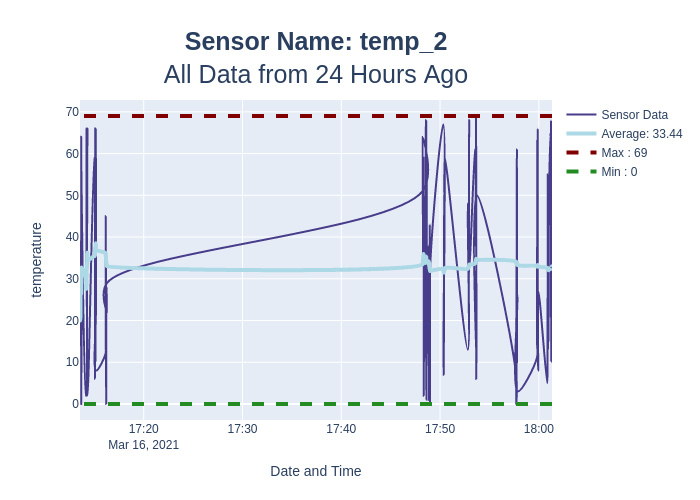 Sensor Name: temp_2
All Data from 24 Hours Ago
70
60
50
40
30
20
10
0
temperature
17:20
17:30
17:40
17:50
18:00
Mar 16, 2021
Date and Time
Sensor Data
Average: 33.44
Max : 69
Min : 0